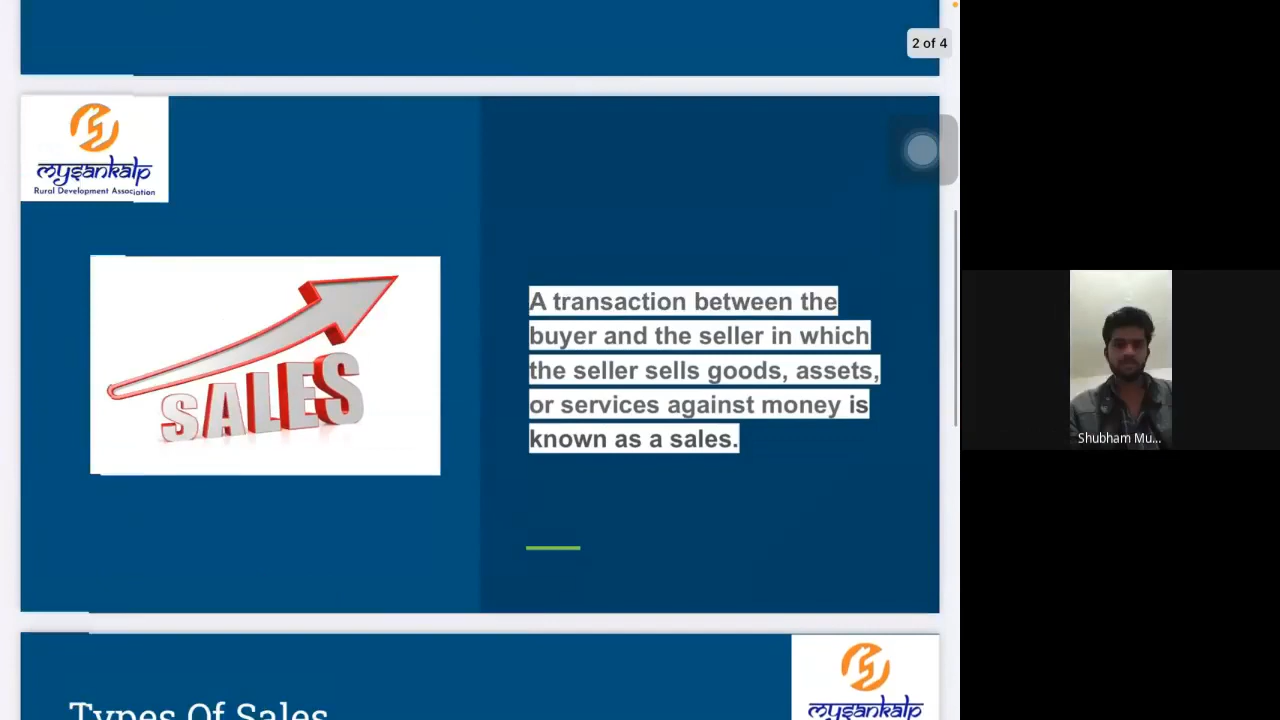 2 of 4
mysankalp
Rural Development Association
SALES
A transaction between the
buyer and the seller in which
the seller sells goods, assets,
or services against money is
known as a sales.
Shubham Mu...
Types Of Sales
mysankalp